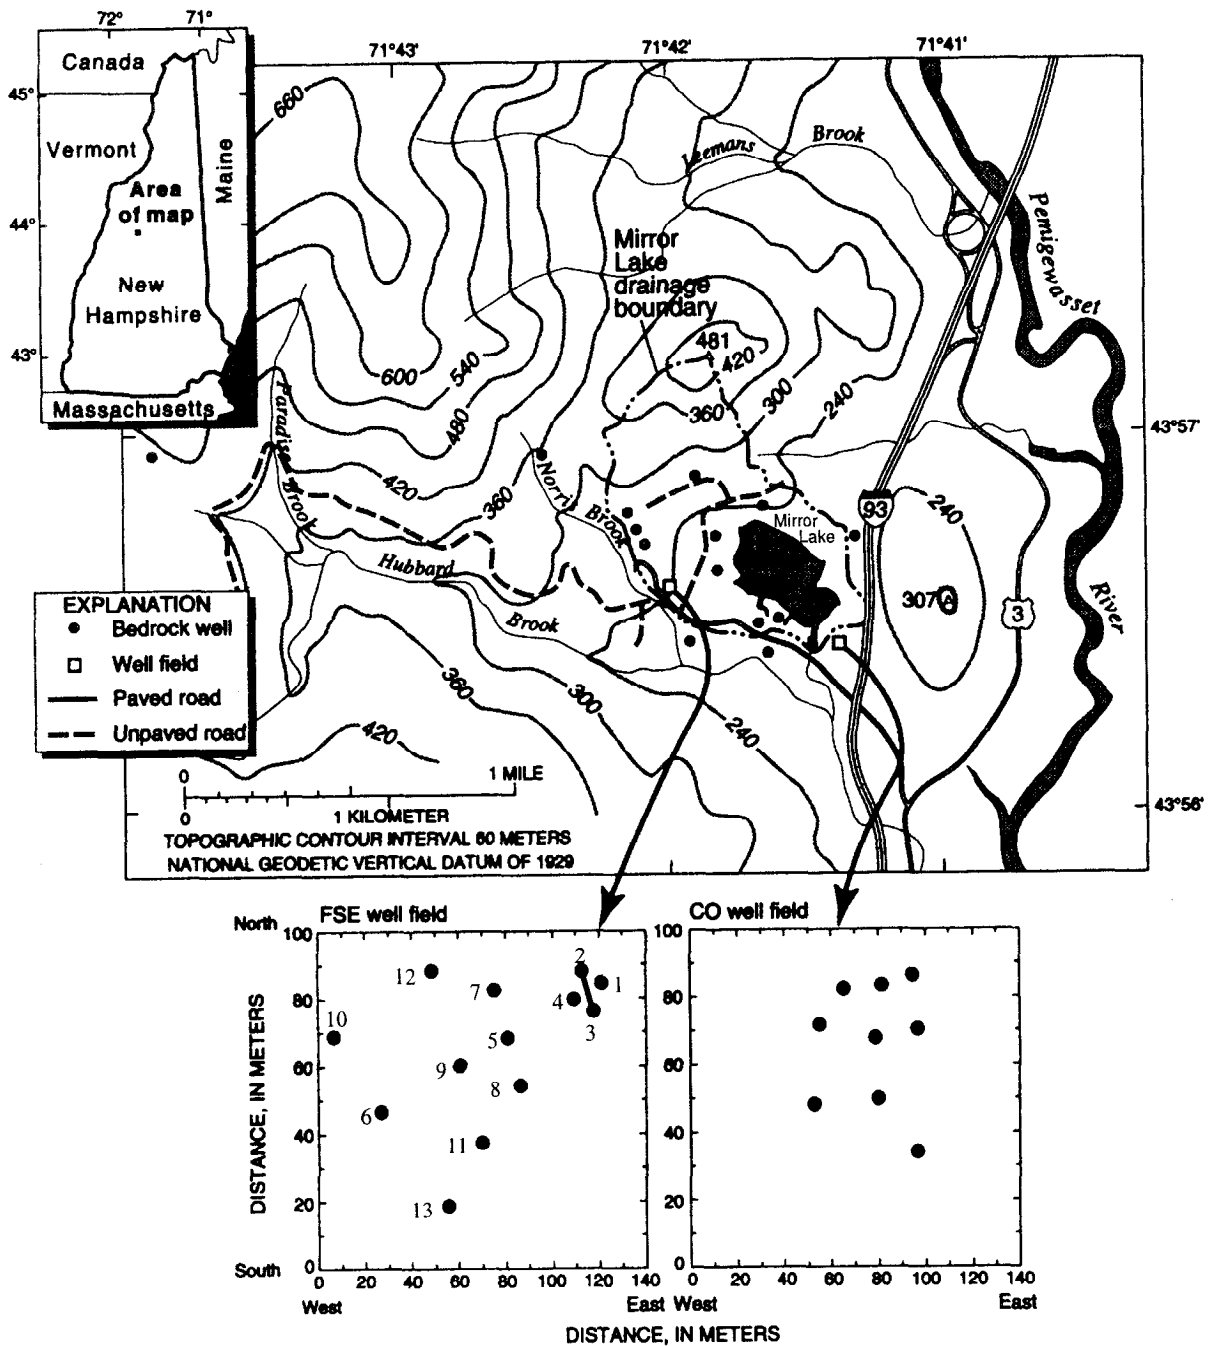 72° 71°
Canada
45°
Vermont
Maine
Area
of map
44°
New
Hampshire
43°
Massachusetts
71°43' 71°42' 71°41'
660
Leemans Brook
Pemigewasset
River
Mirror
Lake
drainage
boundary
481
420
600
540
480
360
300
240
43°57'
Paradise
Brook
420
360
Norris
Brook
93
240
Mirror
Lake
Hubbard
Brook
307
3
EXPLANATION
Bedrock well
Well field
Paved road
Unpaved road
360
300
240
420
0 1 MILE
0 1 KILOMETER
43°56'
TOPOGRAPHIC CONTOUR INTERVAL 60 METERS
NATIONAL GEODETIC VERTICAL DATUM OF 1929
North
FSE well field
100
80
60
40
20
0
DISTANCE, IN METERS
South
2
12
7
4
1
3
10
5
9
8
6
11
13
0 20 40 60 80 100 120 140
West East
CO well field
100
80
60
40
20
0
0 20 40 60 80 100 120 140
West East
DISTANCE, IN METERS